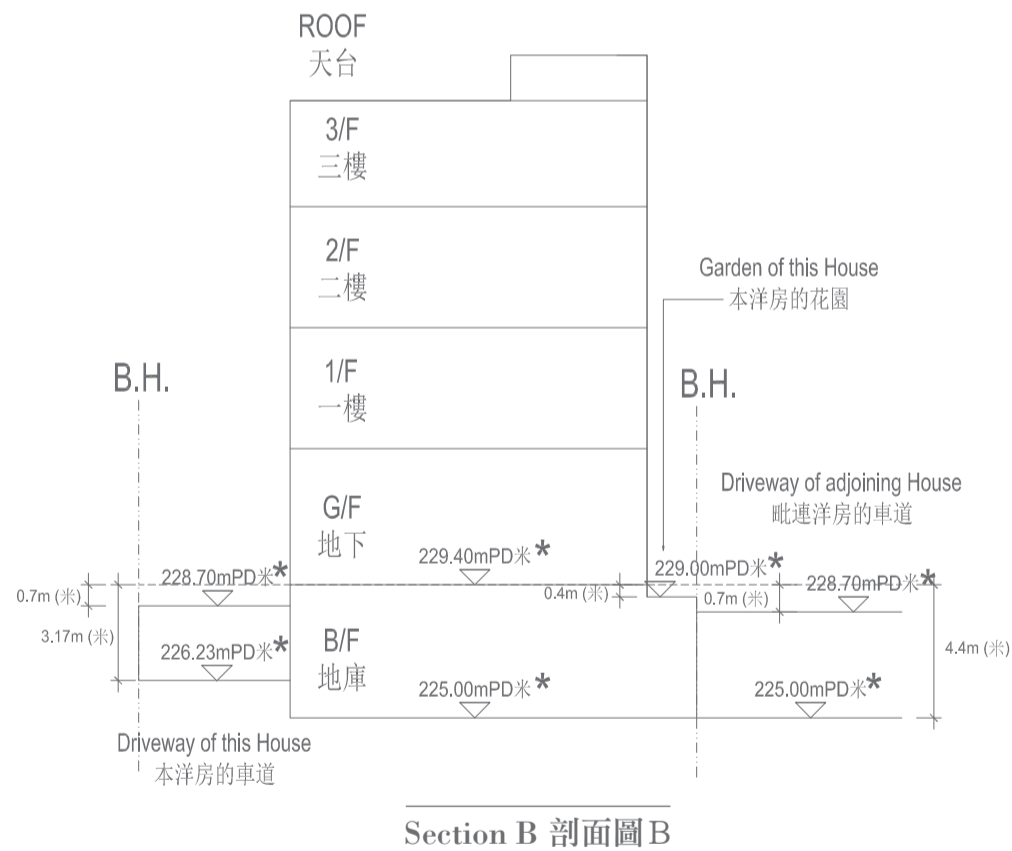 ROOF
天台
3/F
三樓
2/F
二樓
Garden of this House
本洋房的花園
1/F
一樓
B.H.
B.H.
Driveway of adjoining House
毗連洋房的車道
G/F
地下
229.40mPD米*
228.70mPD米*
229.00mPD米*
228.70mPD米*
0.7m (米)
0.4m (米)
0.7m (米)
3.17m (米)
226.23mPD米*
B/F
地庫
4.4m (米)
225.00mPD米*
225.00mPD米*
Driveway of this House
本洋房的車道
Section B 剖面圖B